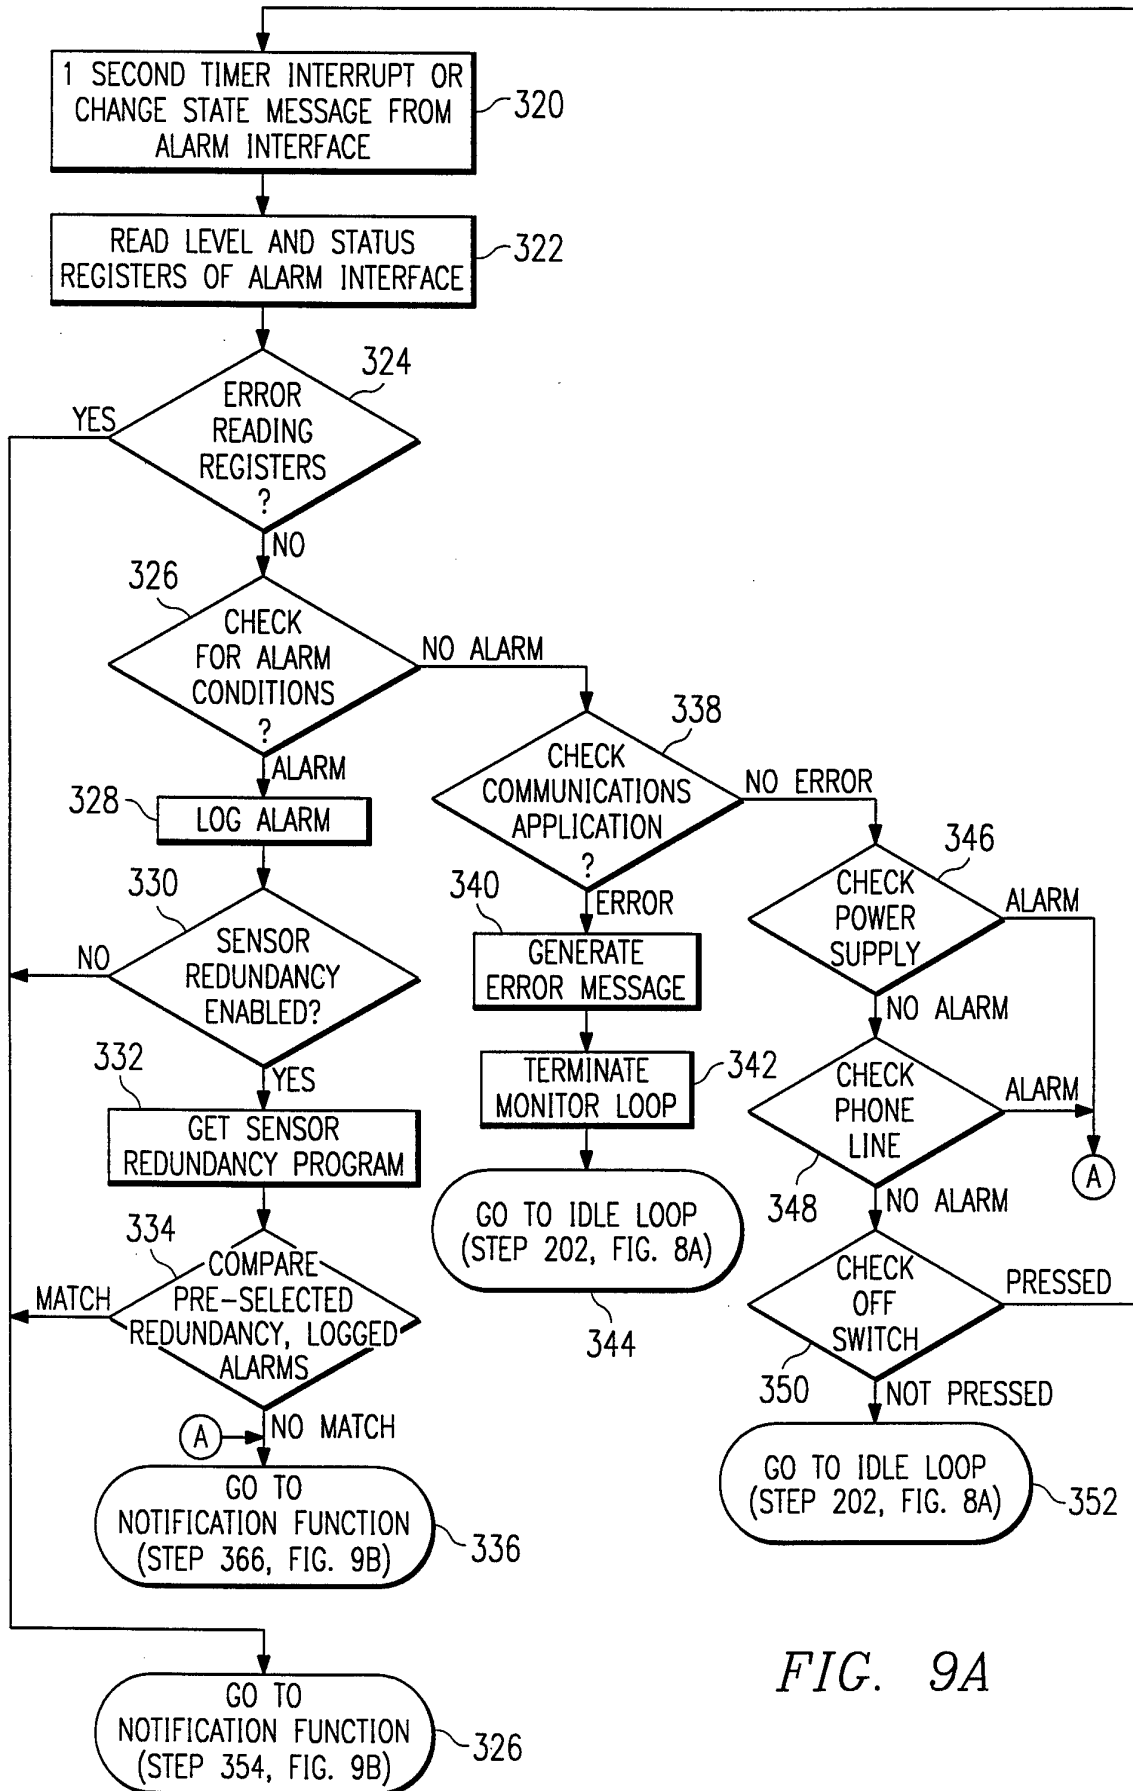 1 SECOND TIMER INTERRUPT OR
CHANGE STATE MESSAGE FROM
ALARM INTERFACE
320
READ LEVEL AND STATUS
REGISTERS OF ALARM INTERFACE
322
324
ERROR
READING
REGISTERS
?
YES
NO
326
CHECK
FOR ALARM
CONDITIONS
?
NO ALARM
ALARM
328
LOG ALARM
330
SENSOR
REDUNDANCY
ENABLED?
NO
YES
332
GET SENSOR
REDUNDANCY PROGRAM
334
COMPARE
PRE-SELECTED
REDUNDANCY, LOGGED
ALARMS
MATCH
NO MATCH
A
GO TO
NOTIFICATION FUNCTION
(STEP 366, FIG. 9B)
336
GO TO
NOTIFICATION FUNCTION
(STEP 354, FIG. 9B)
326
338
CHECK
COMMUNICATIONS
APPLICATION
?
NO ERROR
ERROR
340
GENERATE
ERROR MESSAGE
TERMINATE
MONITOR LOOP
342
GO TO IDLE LOOP
(STEP 202, FIG. 8A)
344
346
CHECK
POWER
SUPPLY
ALARM
NO ALARM
CHECK
PHONE
LINE
ALARM
348
A
NO ALARM
CHECK
OFF
SWITCH
PRESSED
350
NOT PRESSED
GO TO IDLE LOOP
(STEP 202, FIG. 8A)
352
FIG. 9A